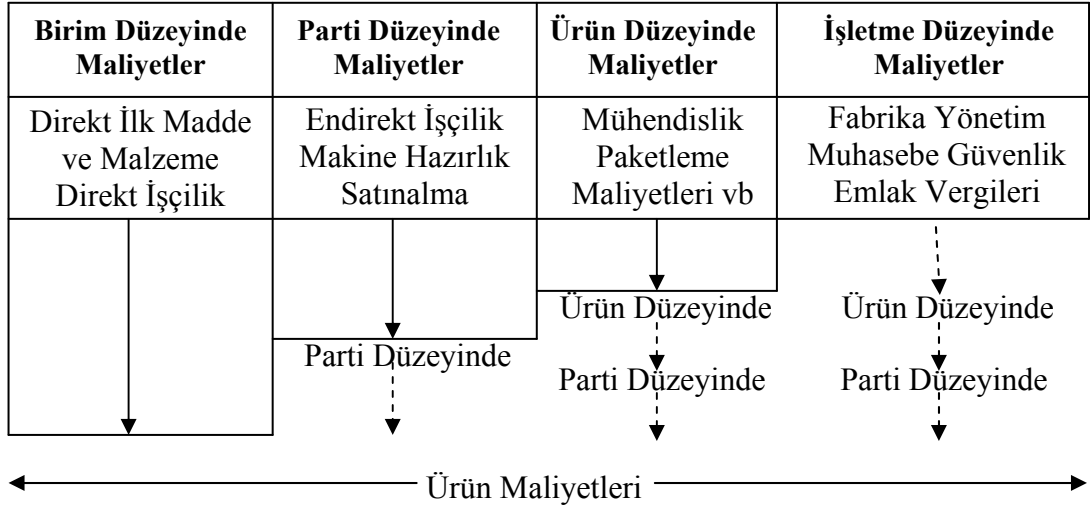 Birim Düzeyinde
Maliyetler
Parti Düzeyinde
Maliyetler
Ürün Düzeyinde
Maliyetler
İşletme Düzeyinde
Maliyetler
Direkt İlk Madde
ve Malzeme
Direkt İşçilik
Endirekt İşçilik
Makine Hazırlık
Satınalma
Mühendislik
Paketleme
Maliyetleri vb
Fabrika Yönetim
Muhasebe Güvenlik
Emlak Vergileri
Parti Düzeyinde
Ürün Düzeyinde
Parti Düzeyinde
Ürün Düzeyinde
Parti Düzeyinde
Ürün Maliyetleri